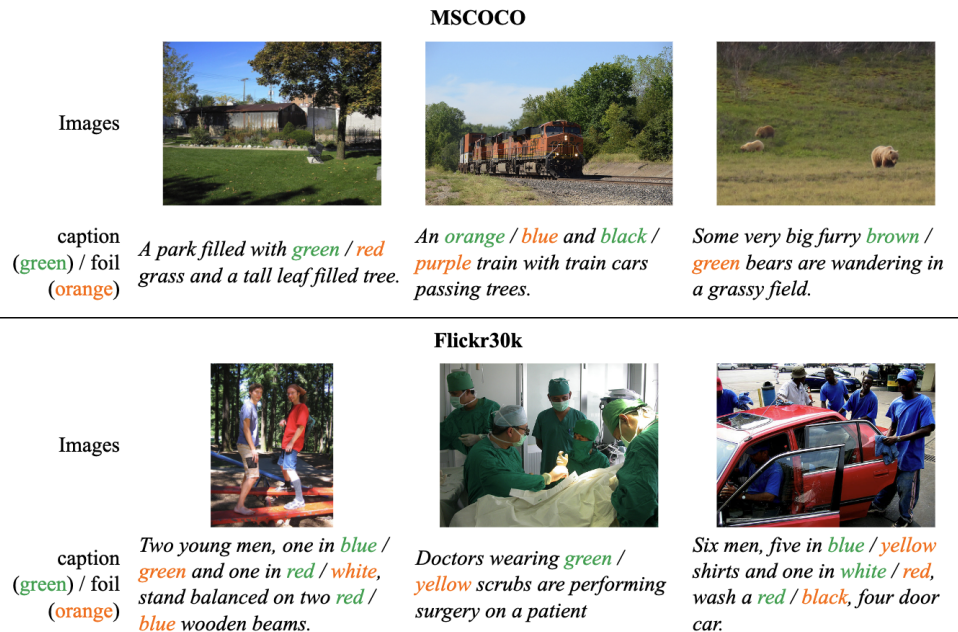 MSCOCO
Images
caption
(green) / foil
(orange)
A park filled with green / red
grass and a tall leaf filled tree.
An orange / blue and black /
purple train with train cars
passing trees.
Some very big furry brown /
green bears are wandering in
a grassy field.
Flickr30k
Images
caption
(green) / foil
(orange)
Two young men, one in blue /
green and one in red / white,
stand balanced on two red /
blue wooden beams.
Doctors wearing green /
yellow scrubs are performing
surgery on a patient
Six men, five in blue / yellow
shirts and one in white / red,
wash a red / black, four door
car.